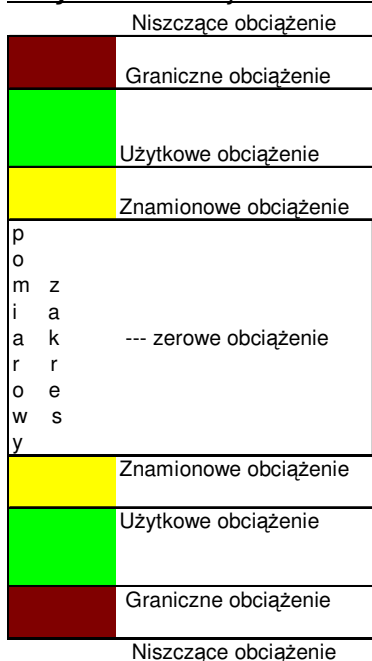 Niszczące obciążenie
Graniczne obciążenie
Użytkowe obciążenie
Znamionowe obciążenie
pomiarowy
zakres
--- zerowe obciążenie
Znamionowe obciążenie
Użytkowe obciążenie
Graniczne obciążenie
Niszczące obciążenie